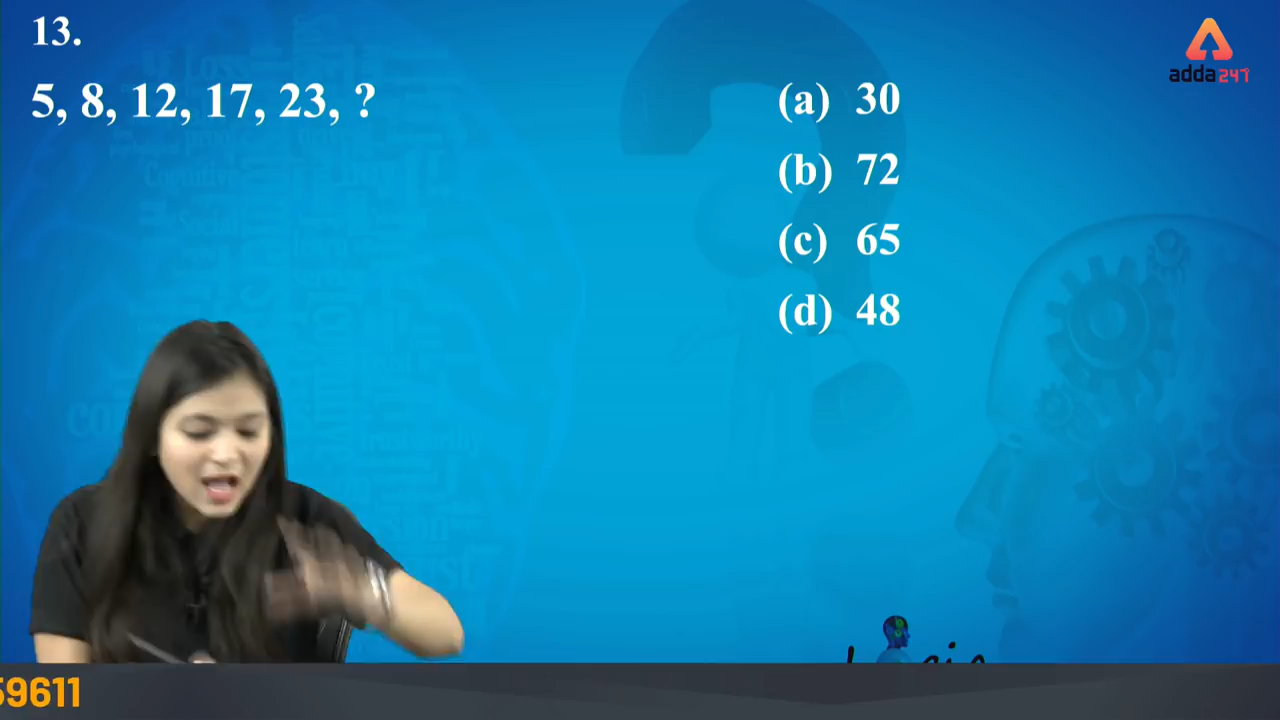 13.
5, 8, 12, 17, 23, ?
(a) 30
(b) 72
(c) 65
(d) 48
adda247
59611